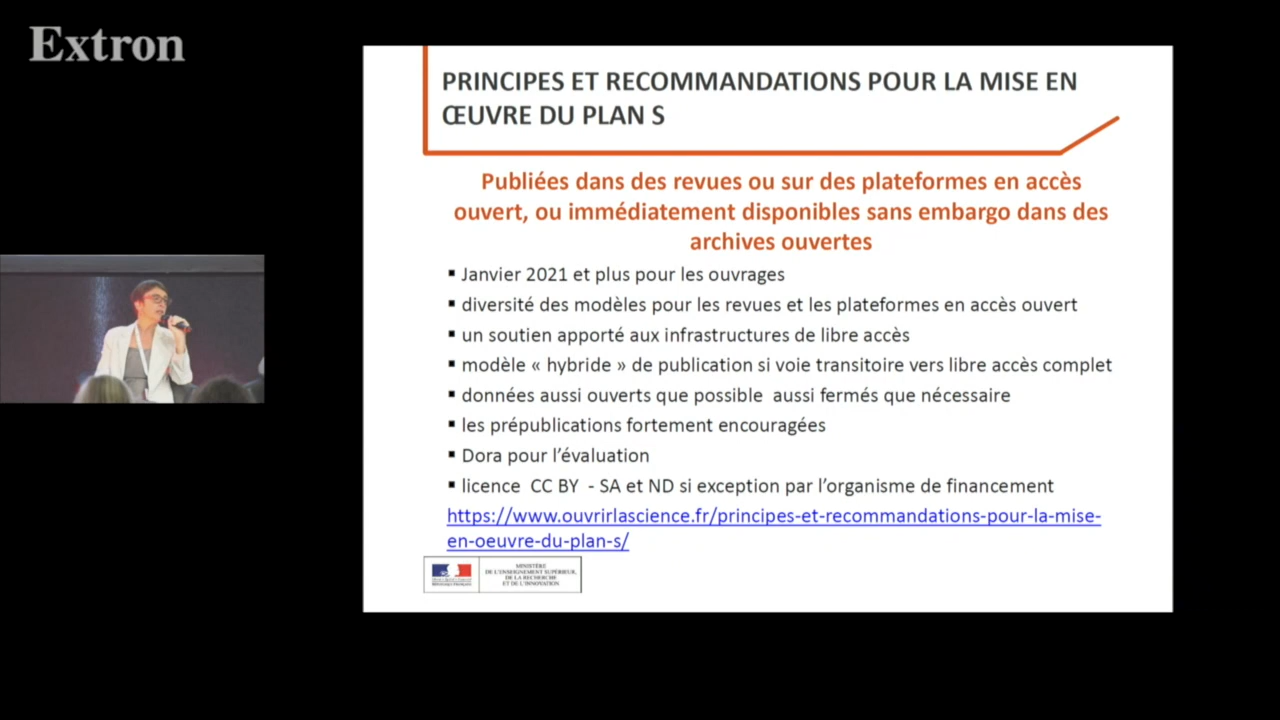 Extron
PRINCIPES ET RECOMMANDATIONS POUR LA MISE EN
ŒUVRE DU PLAN S
Publiées dans des revues ou sur des plateformes en accès
ouvert, ou immédiatement disponibles sans embargo dans des
archives ouvertes
▪ Janvier 2021 et plus pour les ouvrages
▪ diversité des modèles pour les revues et les plateformes en accès ouvert
▪ un soutien apporté aux infrastructures de libre accès
▪ modèle « hybride » de publication si voie transitoire vers libre accès complet
▪ données aussi ouverts que possible  aussi fermés que nécessaire
▪ les prépublications fortement encouragées
▪ Dora pour l’évaluation
▪ licence  CC BY  - SA et ND si exception par l’organisme de financement
https://www.ouvrirlascience.fr/principes-et-recommandations-pour-la-mise-
en-oeuvre-du-plan-s/
MINISTÈRE
DE L'ENSEIGNEMENT SUPÉRIEUR,
DE LA RECHERCHE
ET DE L'INNOVATION